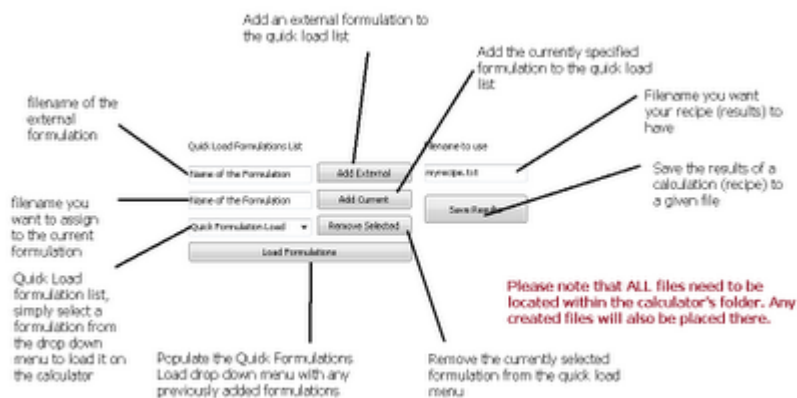 Add an external formulation to
the quick load list
Add the currently specified
formulation to the quick load
list
filename of the
external
formulation
Filename you want
your recipe (results) to
have
Quick Load Formulations List
Filename to use
Name of the Formulation
Add External
myrecipe.txt
Save the results of a
calculation (recipe) to
a given file
filename you
want to assign
to the current
formulation
Name of the Formulation
Add Current
Save Results
Quick Formulation Load
Remove Selected
Load Formulations
Quick Load
formulation list,
simply select a
formulation from
the drop down
menu to load it on
the calculator
Please note that ALL files need to be
located within the calculator's folder. Any
created files will also be placed there.
Populate the Quick Formulations
Load drop down menu with any
previously added formulations
Remove the currently selected
formulation from the quick load
menu